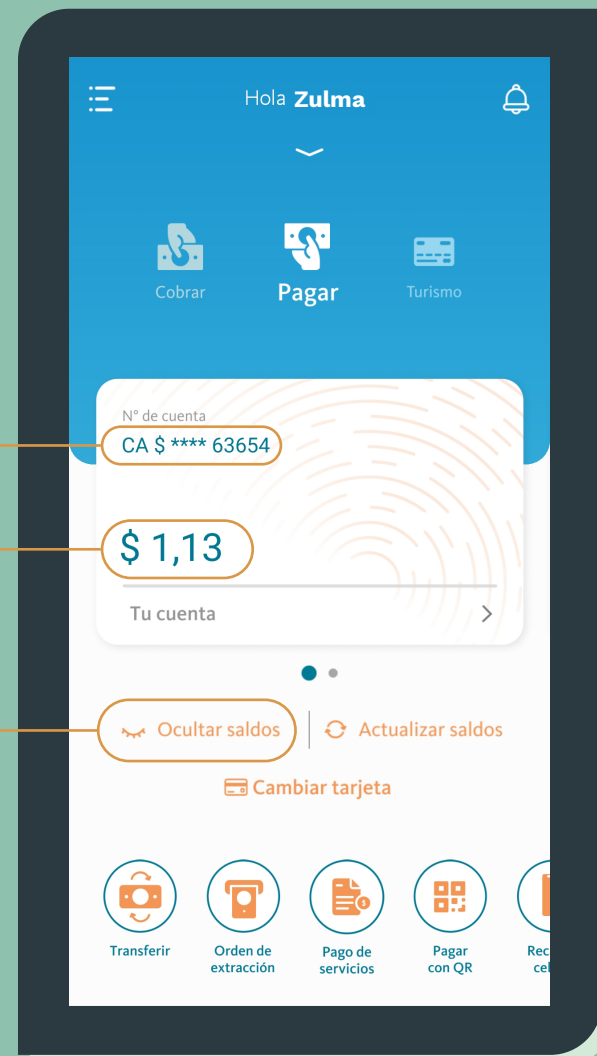 Hola Zulma
Cobrar
Pagar
Turismo
N° de cuenta
CA $ **** 63654
$ 1,13
Tu cuenta
Ocultar saldos
Actualizar saldos
Cambiar tarjeta
Transferir
Orden de
extracción
Pago de
servicios
Pagar
con QR